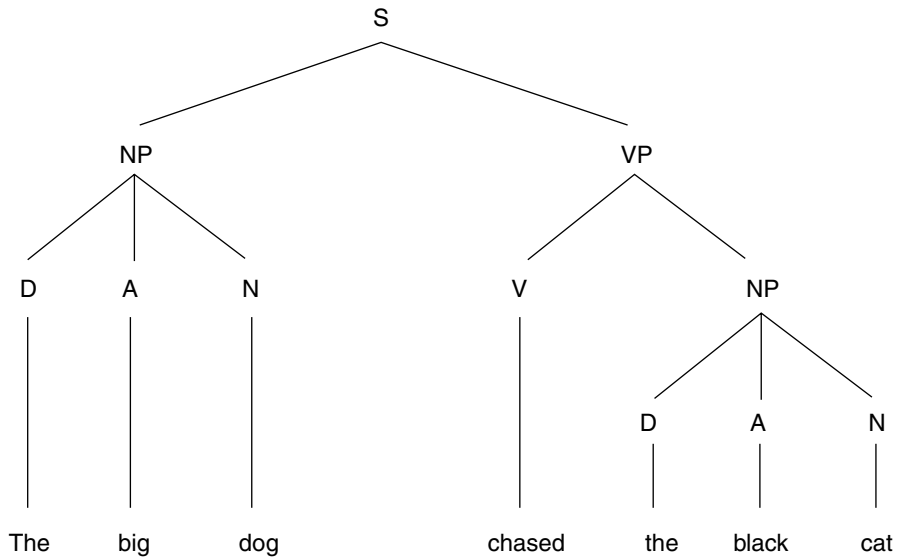 S
NP VP
D A N V NP
D A N
The big dog chased the black cat